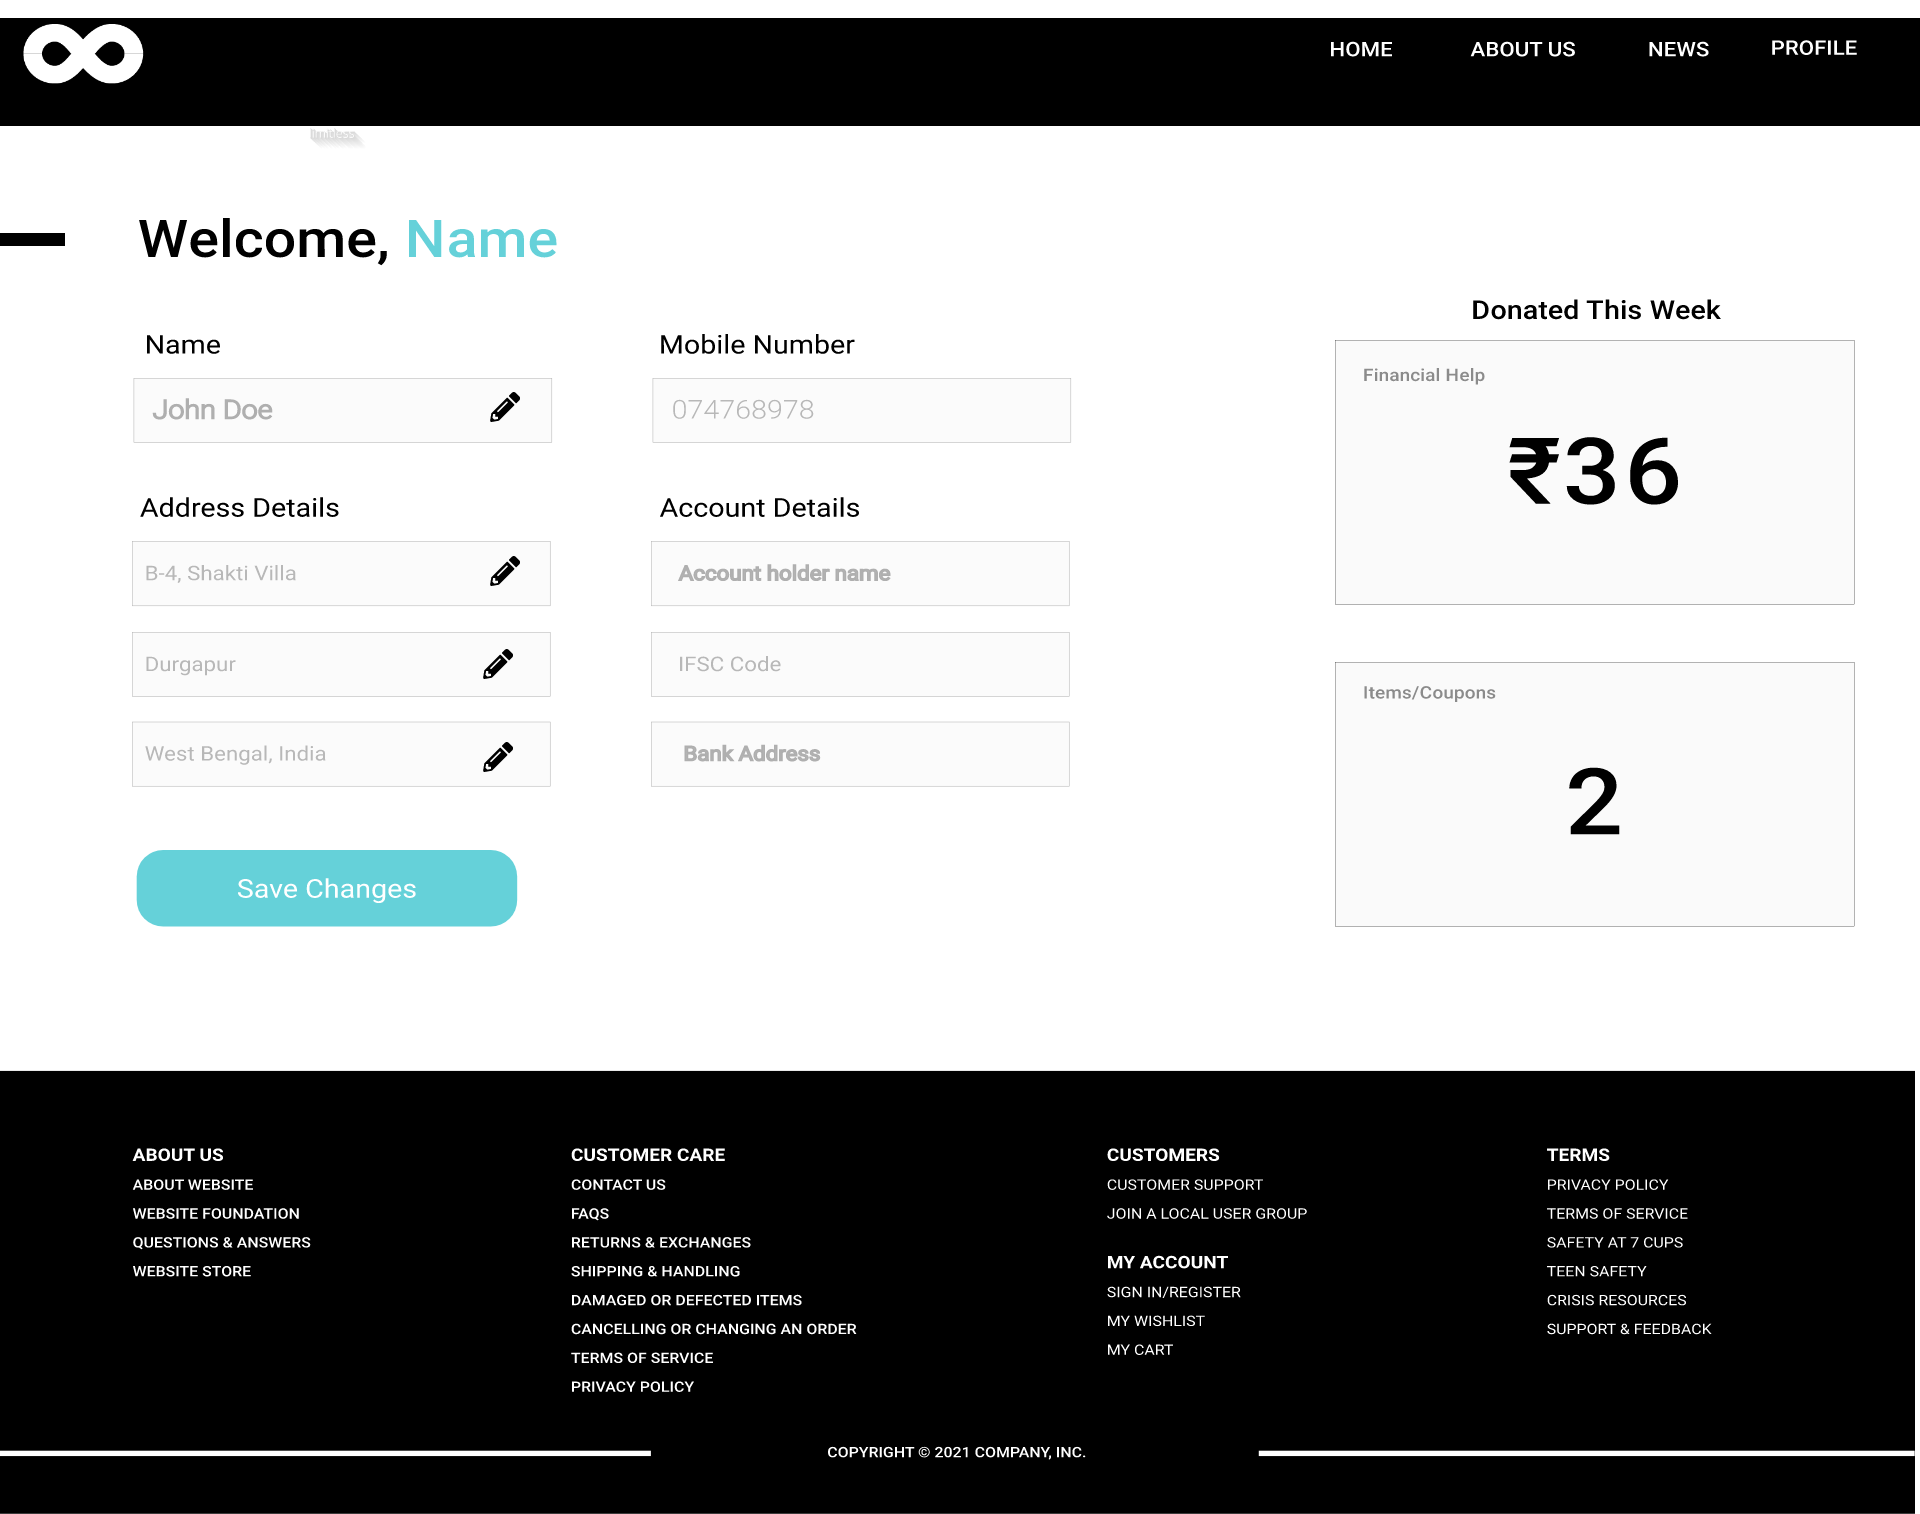 HOME ABOUT US NEWS PROFILE
limitless
Welcome, Name
Donated This Week
Name
John Doe
Mobile Number
074768978
Financial Help
₹36
Address Details
B-4, Shakti Villa
Durgapur
West Bengal, India
Account Details
Account holder name
IFSC Code
Bank Address
Items/Coupons
2
Save Changes
ABOUT US
ABOUT WEBSITE
WEBSITE FOUNDATION
QUESTIONS & ANSWERS
WEBSITE STORE
CUSTOMER CARE
CONTACT US
FAQS
RETURNS & EXCHANGES
SHIPPING & HANDLING
DAMAGED OR DEFECTED ITEMS
CANCELLING OR CHANGING AN ORDER
TERMS OF SERVICE
PRIVACY POLICY
CUSTOMERS
CUSTOMER SUPPORT
JOIN A LOCAL USER GROUP
MY ACCOUNT
SIGN IN/REGISTER
MY WISHLIST
MY CART
TERMS
PRIVACY POLICY
TERMS OF SERVICE
SAFETY AT 7 CUPS
TEEN SAFETY
CRISIS RESOURCES
SUPPORT & FEEDBACK
COPYRIGHT © 2021 COMPANY, INC.